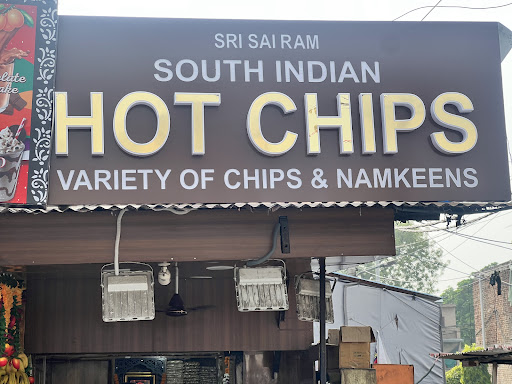 SRI SAI RAM
SOUTH INDIAN
HOT CHIPS
VARIETY OF CHIPS & NAMKEENS